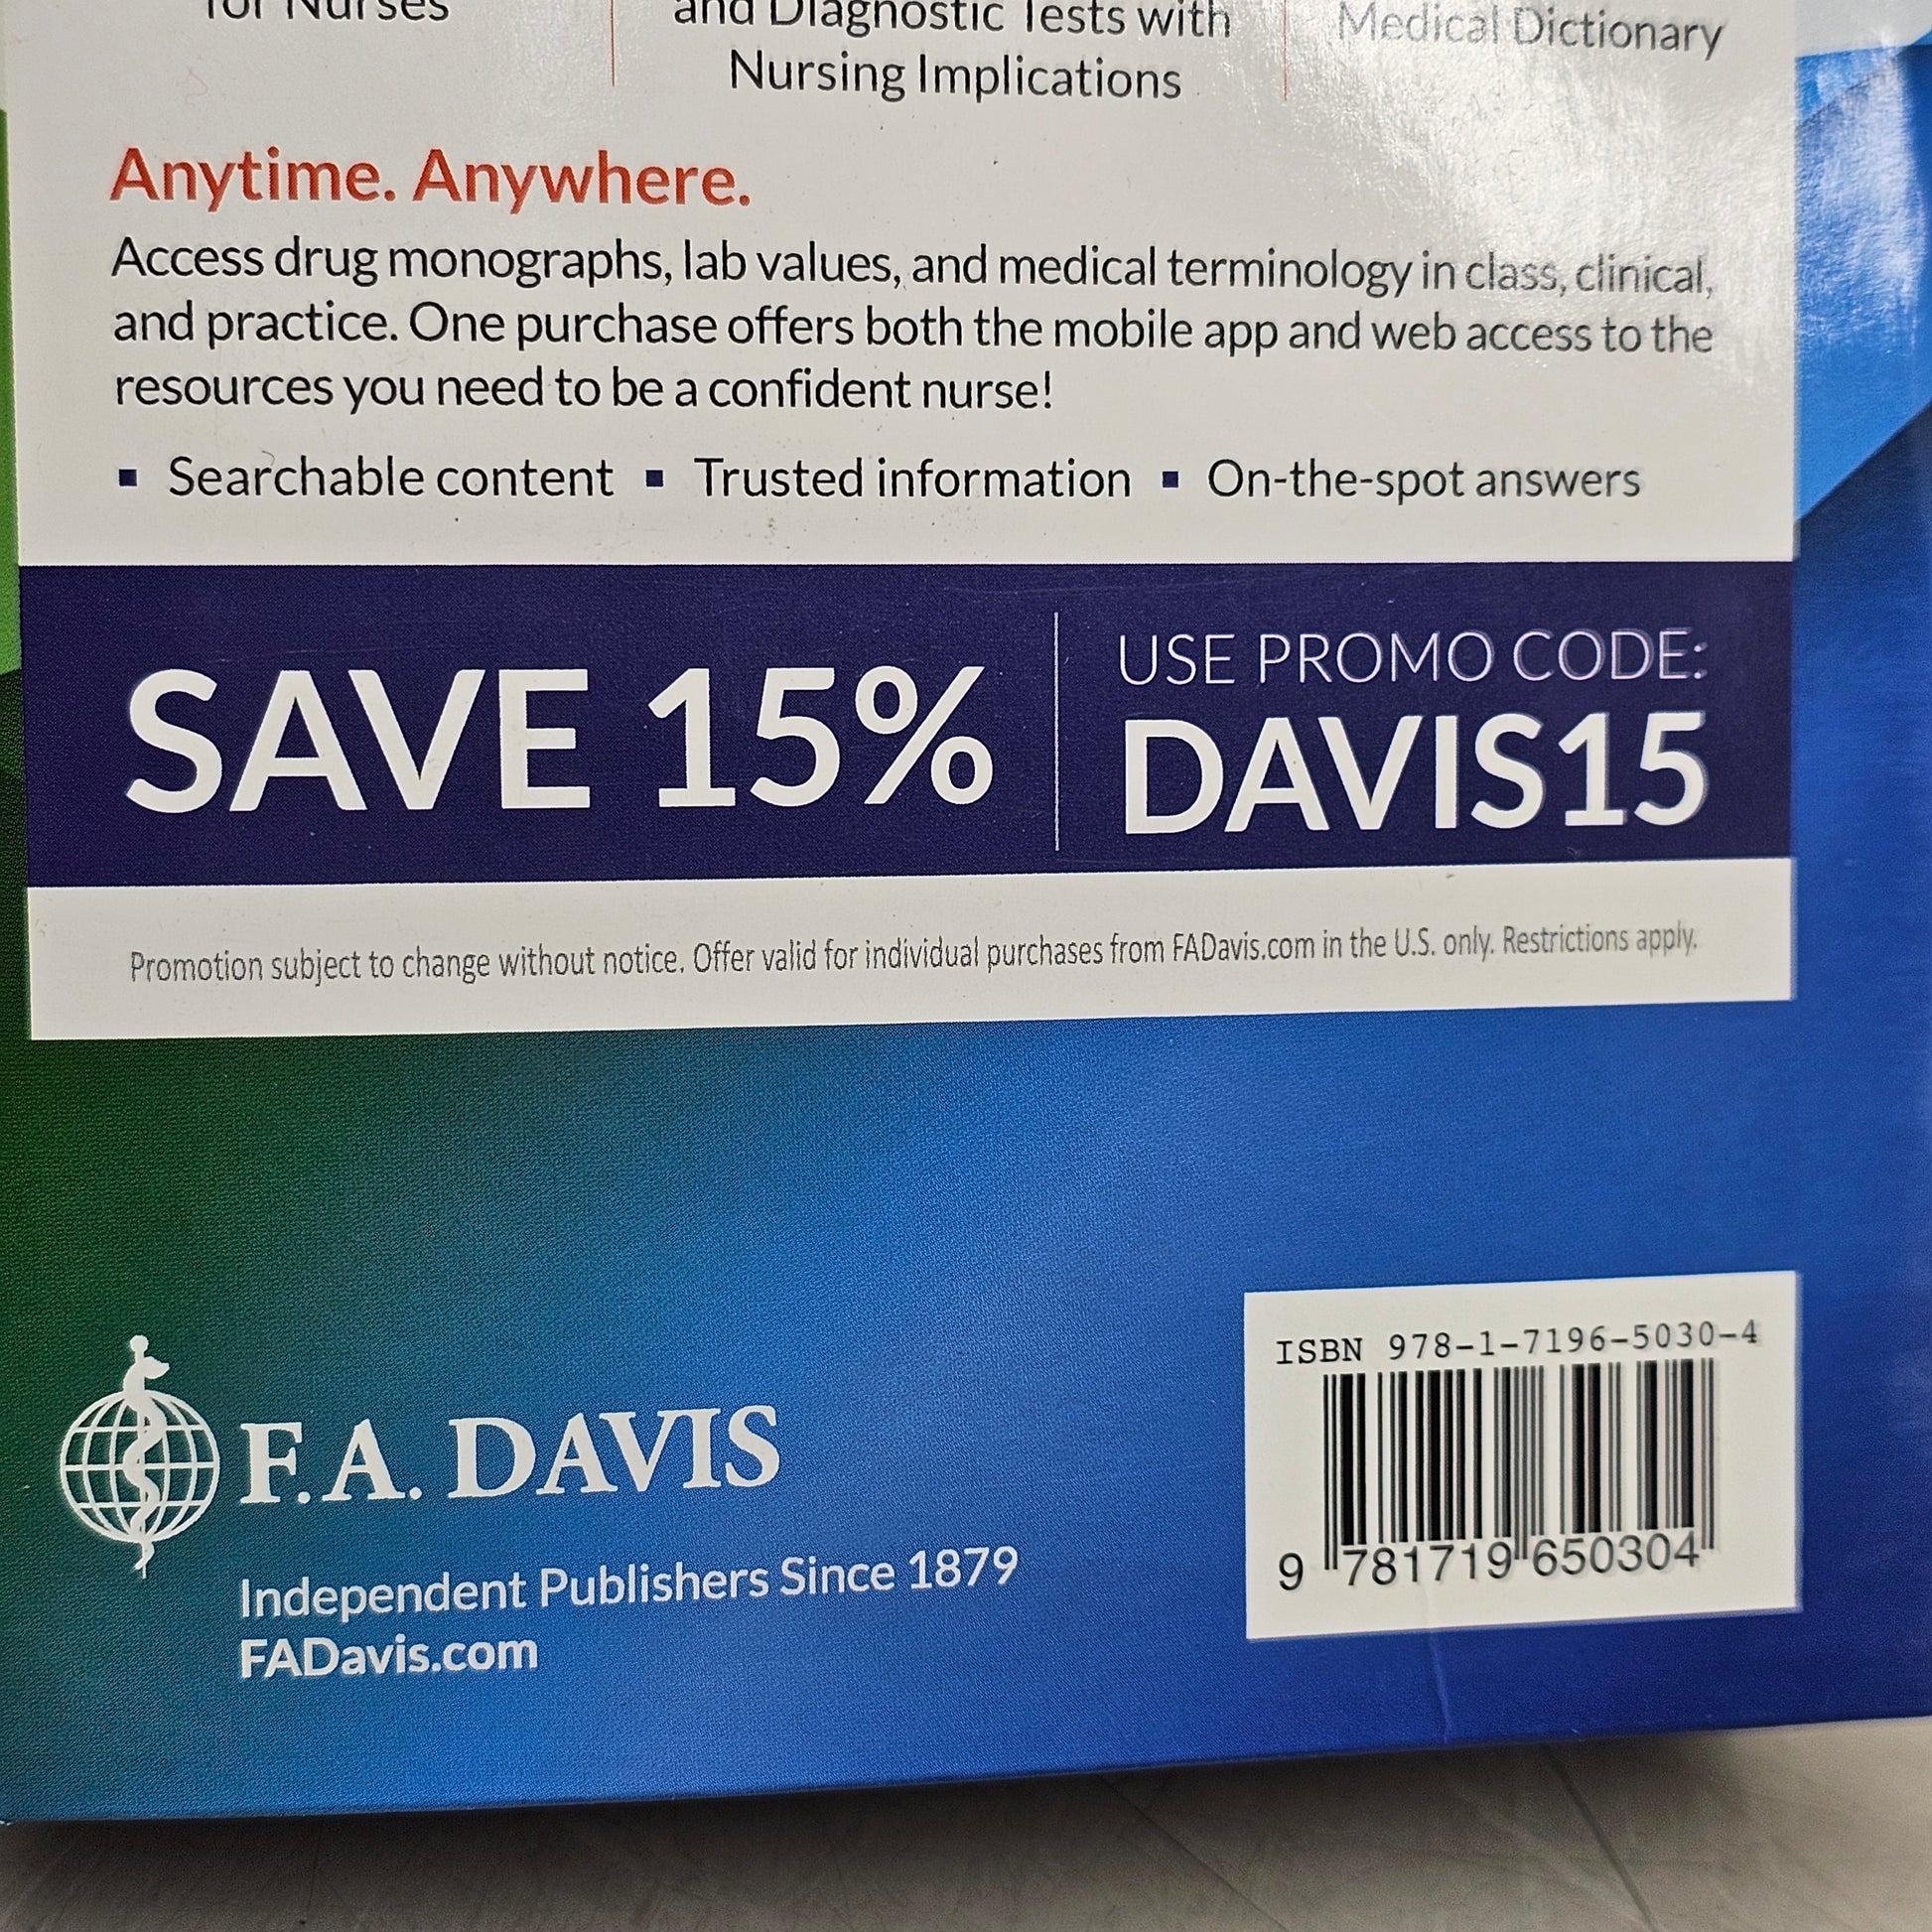 for Nurses
and Diagnostic Tests with
Nursing Implications
Medical Dictionary
Anytime. Anywhere.
Access drug monographs, lab values, and medical terminology in class, clinical,
and practice. One purchase offers both the mobile app and web access to the
resources you need to be a confident nurse!
▪ Searchable content ▪ Trusted information ▪ On-the-spot answers
SAVE 15%
USE PROMO CODE:
DAVIS15
Promotion subject to change without notice. Offer valid for individual purchases from FADavis.com in the U.S. only. Restrictions apply.
F.A. DAVIS
Independent Publishers Since 1879
FADavis.com
ISBN 978-1-7196-5030-4
9 781719 650304